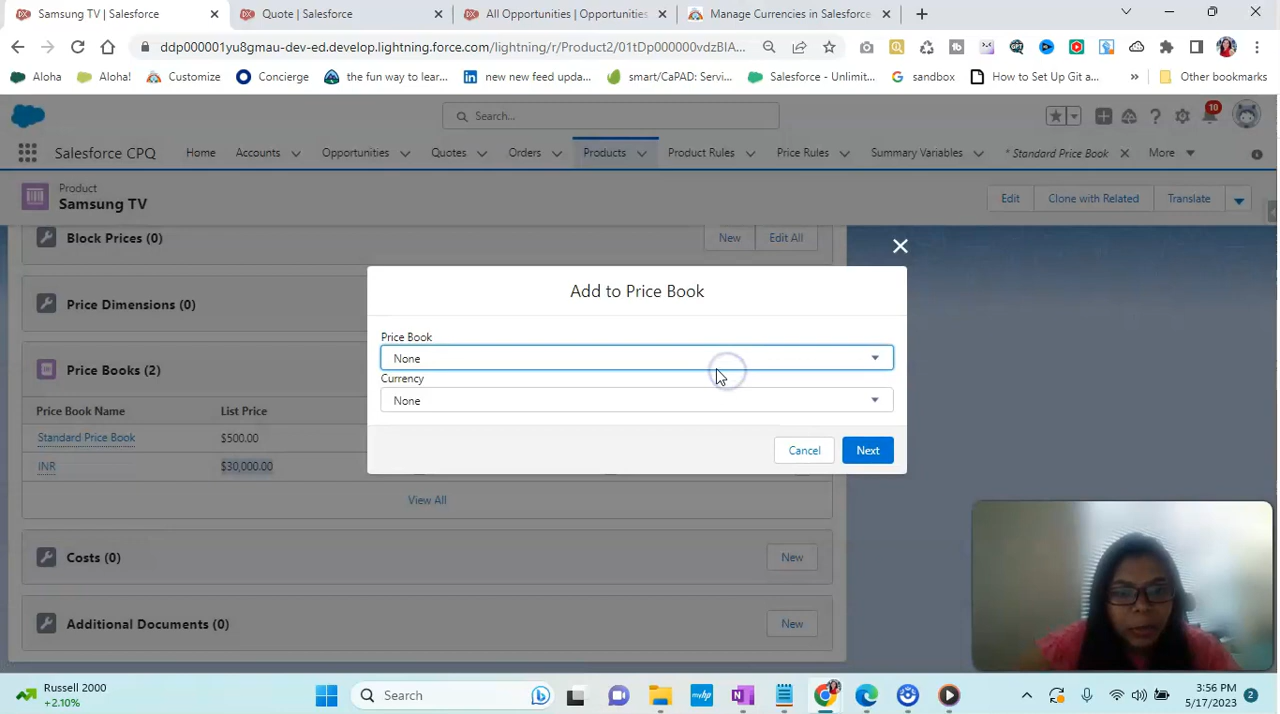 Samsung TV | Salesforce
Quote | Salesforce
All Opportunities | Opportunities
Manage Currencies in Salesforce
ddp000001yu8gmau-dev-ed.develop.lightning.force.com/lightning/r/Product2/01tDp000000vdzBIA...
Aloha
Aloha!
Customize
Concierge
the fun way to lear...
new new feed upda...
smart/CaPAD: Seryi...
Salesforce - Unlimit...
sandbox
How to Set Up Git a...
»
Other bookmarks
Search...
10
Salesforce CPQ
Home
Accounts
Opportunities
Quotes
Orders
Products
Product Rules
Price Rules
Summary Variables
* Standard Price Book
More
Product
Samsung TV
Edit
Clone with Related
Translate
Block Prices (0)
New
Edit All
Add to Price Book
Price Dimensions (0)
Price Book
None
Currency
None
Cancel
Next
Price Books (2)
Price Book Name
List Price
Standard Price Book
$500.00
INR
$30,000.00
View All
Costs (0)
New
Additional Documents (0)
New
Russell 2000
+2.10%
Search
3:56 PM
5/17/2023
2